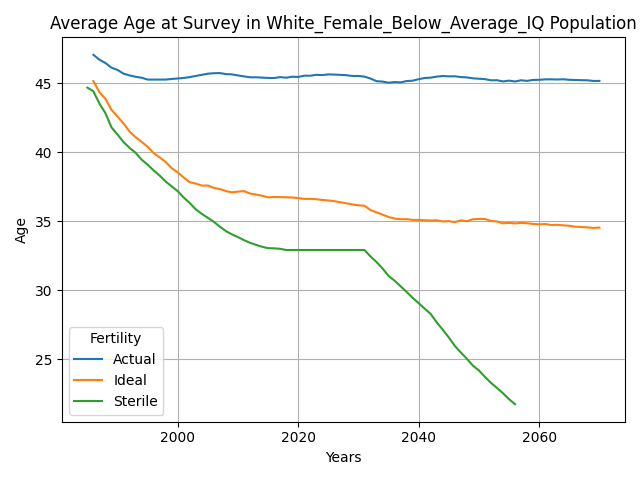 Average Age at Survey in White_Female_Below_Average_IQ Population
45
40
35
30
25
Age
Fertility
Actual
Ideal
Sterile
2000 2020 2040 2060
Years